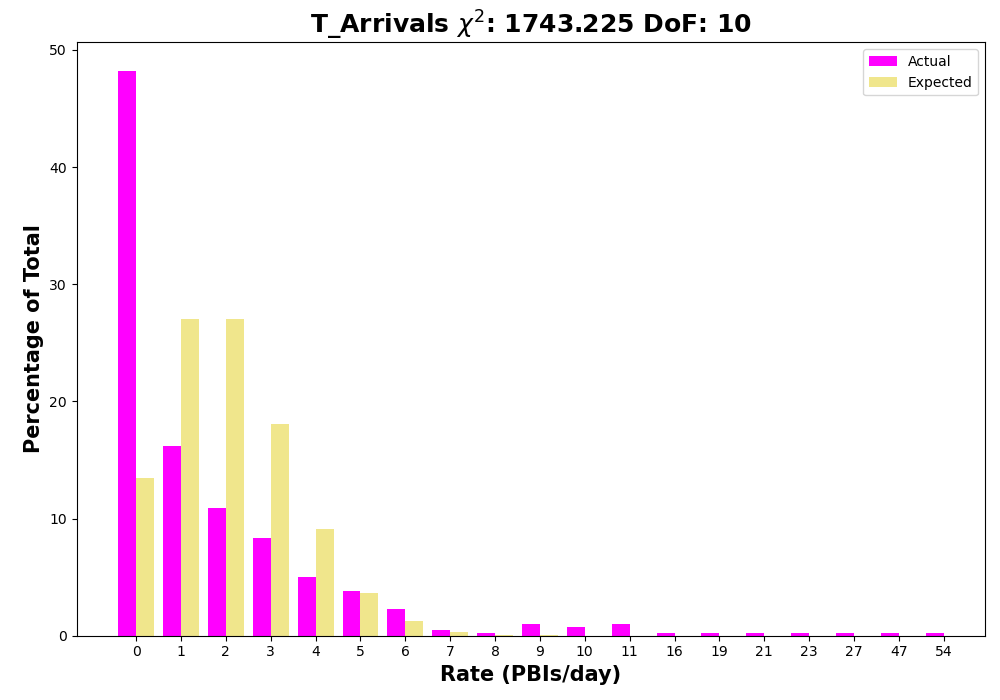 T_Arrivals χ²: 1743.225 DoF: 10
Actual
Expected
Percentage of Total
50
40
30
20
10
0
0 1 2 3 4 5 6 7 8 9 10 11 16 19 21 23 27 47 54
Rate (PBIs/day)